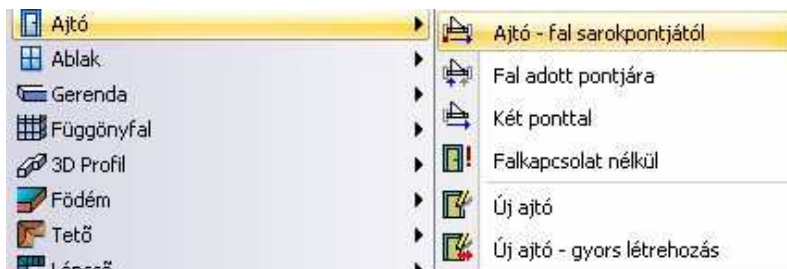 Ajtó
Ablak
Gerenda
Függönyfal
3D Profil
Födém
Tető
Lépcső
Ajtó - fal sarokpontjától
Fal adott pontjára
Két ponttal
Falkapcsolat nélkül
Új ajtó
Új ajtó - gyors létrehozás